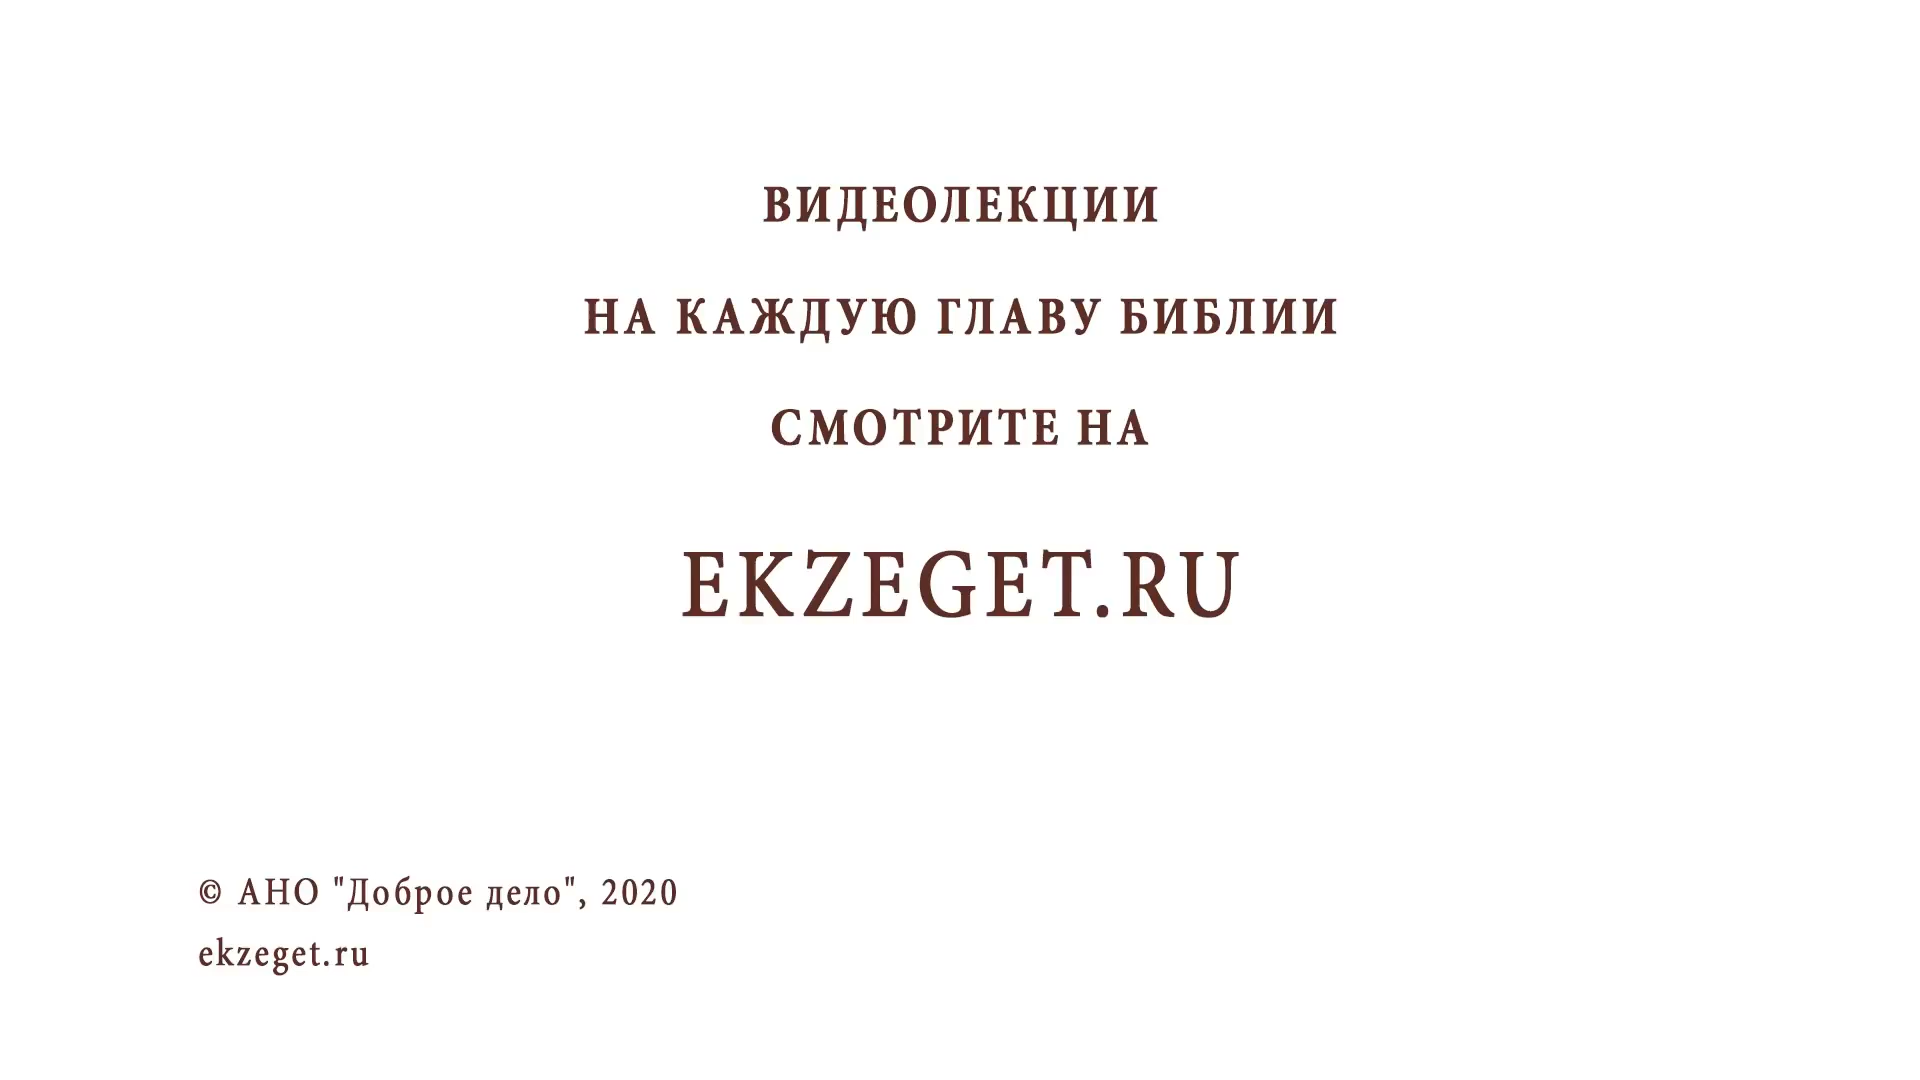 ВИДЕОЛЕКЦИИ
НА КАЖДУЮ ГЛАВУ БИБЛИИ
СМОТРИТЕ НА
EKZEGET.RU
© АНО "Доброе дело", 2020
ekzeget.ru